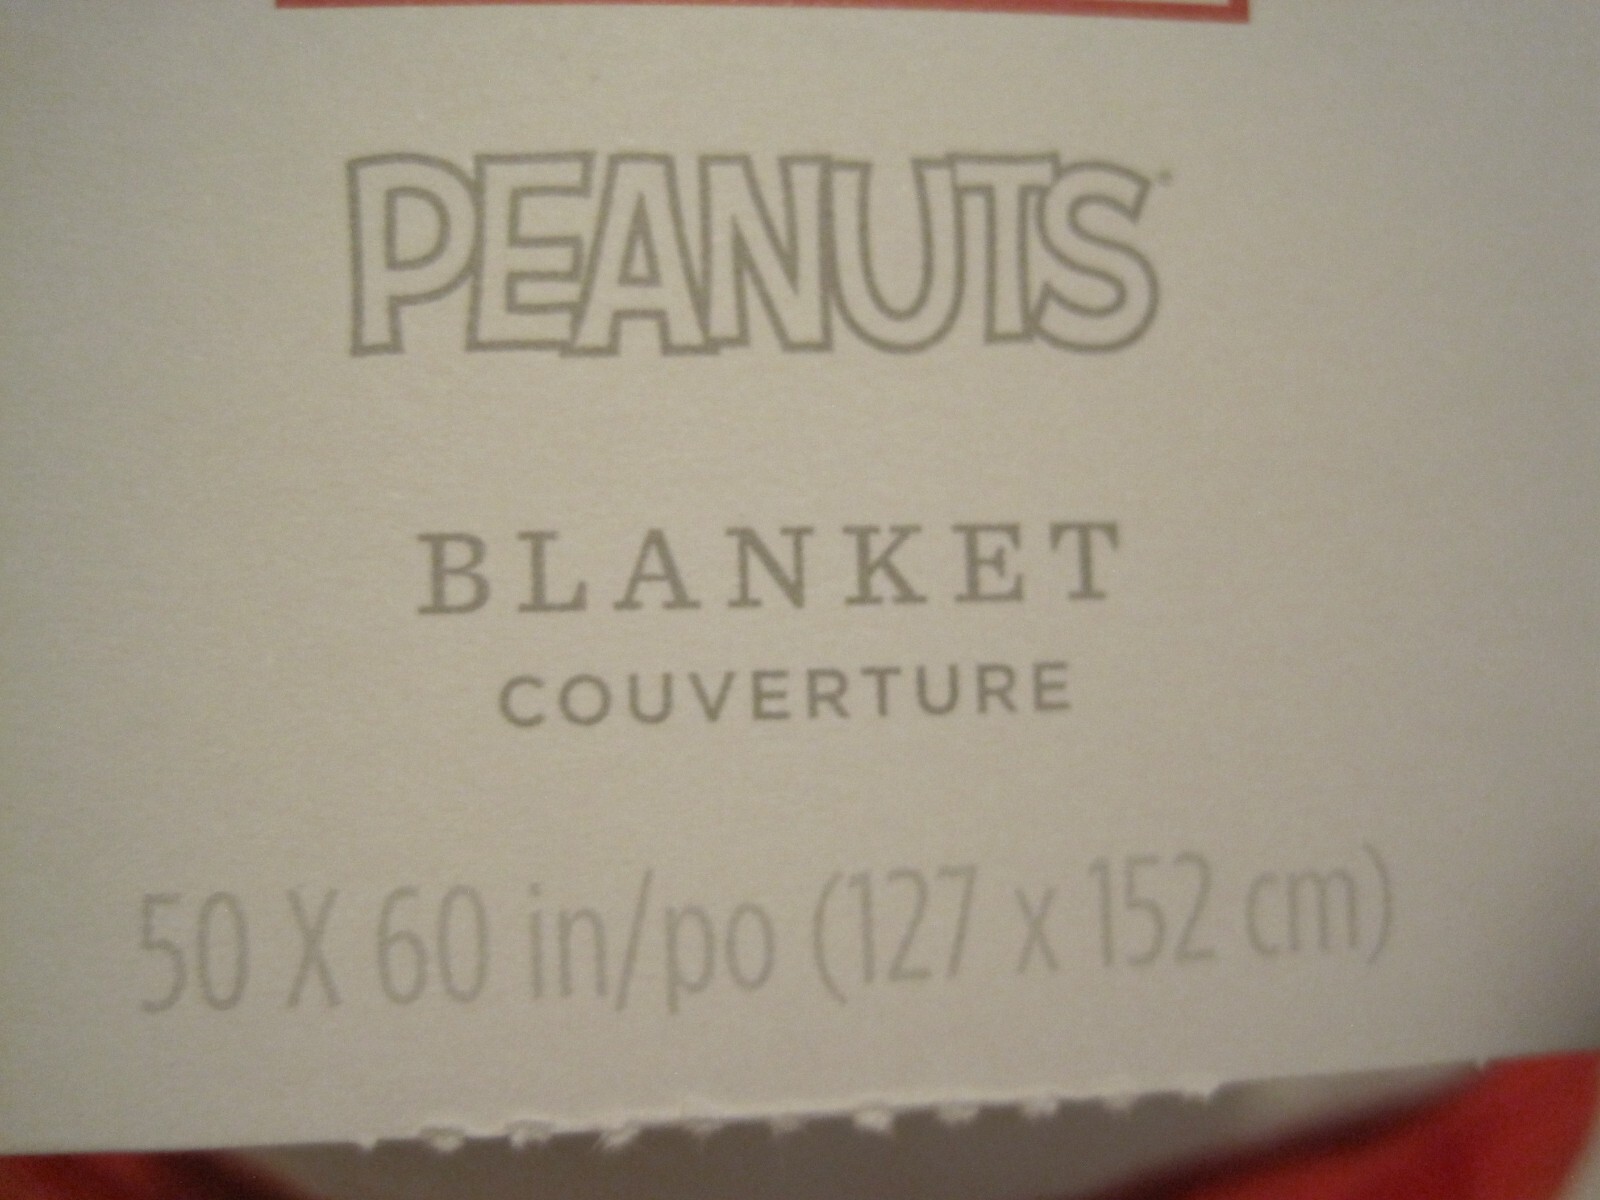 PEANUTS
BLANKET
COUVERTURE
50 X 60 in/po (127 x 152 cm)